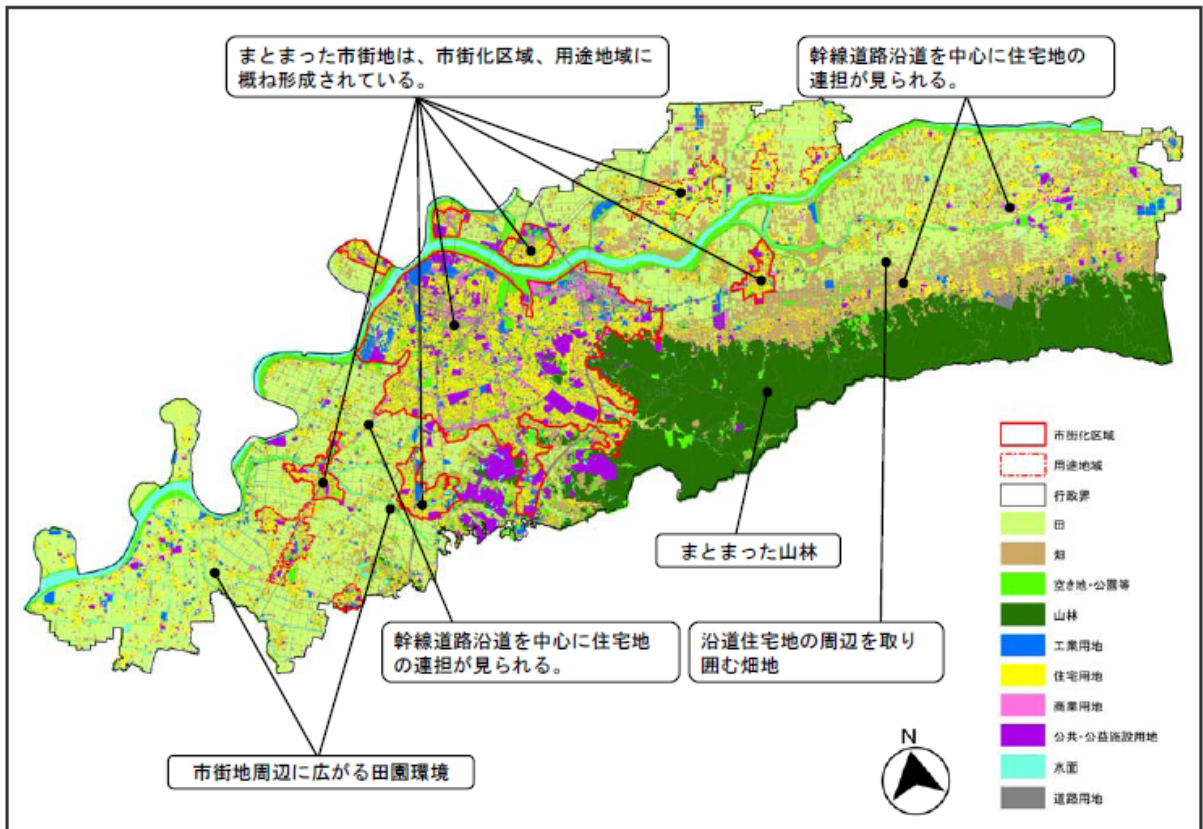 まとまった市街地は、市街化区域、用途地域に
概ね形成されている。
幹線道路沿道を中心に住宅地の
連担が見られる。
市街化区域
用途地域
行政界
田
畑
空き地・公園等
山林
工業用地
住宅用地
商業用地
公共・公益施設用地
水面
道路用地
まとまった山林
幹線道路沿道を中心に住宅地
の連担が見られる。
沿道住宅地の周辺を取り
囲む畑地
市街地周辺に広がる田園環境
N